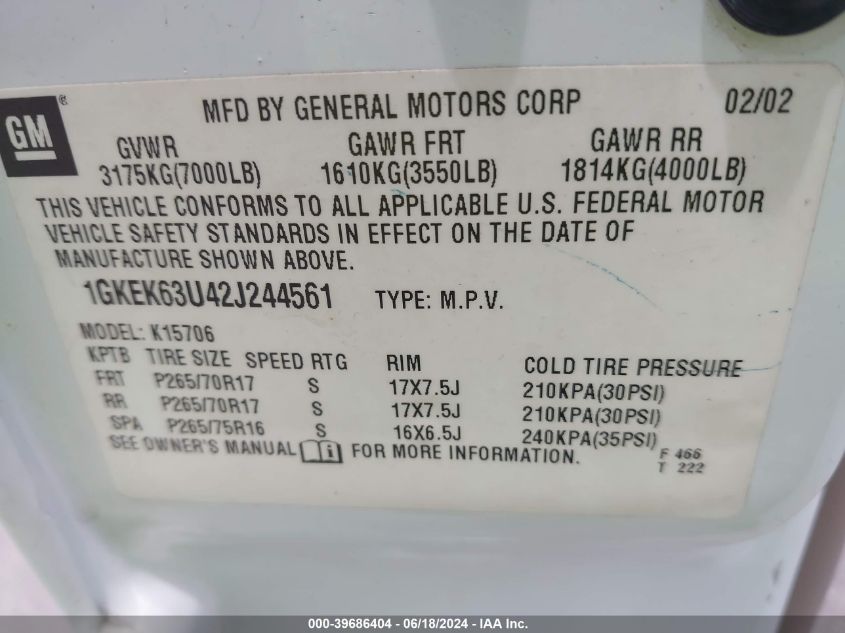 GM ® MFD BY GENERAL MOTORS CORP 02/02
GVWR GAWR FRT GAWR RR
3175KG(7000LB) 1610KG(3550LB) 1814KG(4000LB)
THIS VEHICLE CONFORMS TO ALL APPLICABLE U.S. FEDERAL MOTOR
VEHICLE SAFETY STANDARDS IN EFFECT ON THE DATE OF
MANUFACTURE SHOWN ABOVE.
1GKEK63U42J244561 TYPE: M.P.V.
MODEL: K15706
KPTB TIRE SIZE SPEED RTG RIM COLD TIRE PRESSURE
FRT P265/70R17 S 17X7.5J 210KPA(30PSI)
RR P265/70R17 S 17X7.5J 210KPA(30PSI)
SPA P265/75R16 S 16X6.5J 240KPA(35PSI)
SEE OWNER'S MANUAL i FOR MORE INFORMATION. F 466
T 222
000-39686404 - 06/18/2024 - IAA Inc.